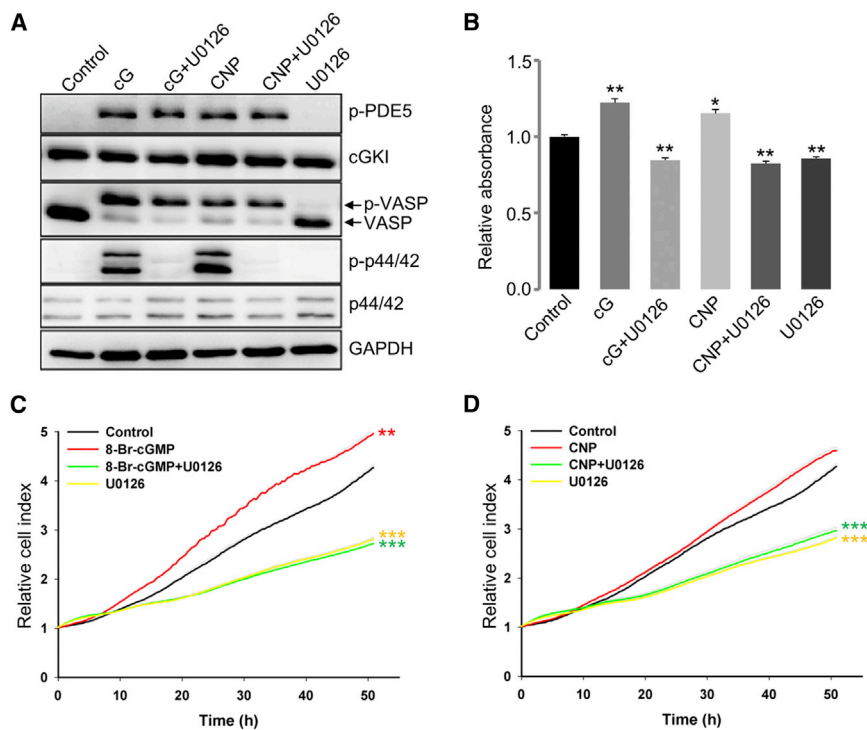 A
Control
cG
cG+U0126
CNP
CNP+U0126
U0126
p-PDE5
cGKI
p-VASP
VASP
p-p44/42
p44/42
GAPDH
B
Relative absorbance
1.5
1.0
0.5
0.0
**
**
*
**
**
Control
cG
cG+U0126
CNP
CNP+U0126
U0126
C
Relative cell index
5
4
3
2
1
0
Control
8-Br-cGMP
8-Br-cGMP+U0126
U0126
**
***
***
0 10 20 30 40 50
Time (h)
D
Relative cell index
5
4
3
2
1
0
Control
CNP
CNP+U0126
U0126
***
***
0 10 20 30 40 50
Time (h)